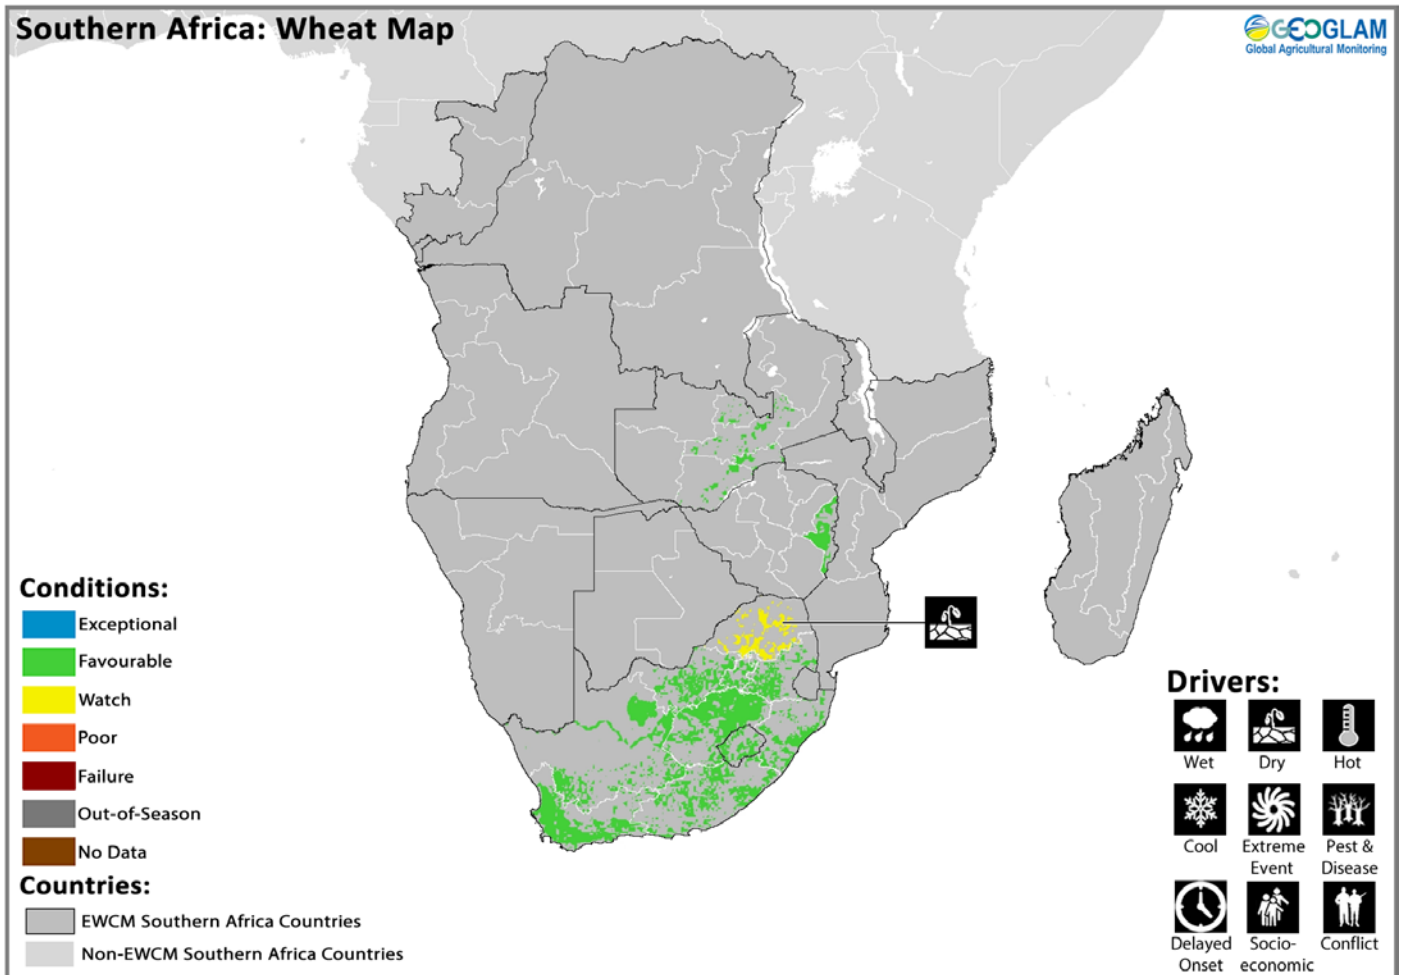 Southern Africa: Wheat Map
GEOGLAM
Global Agricultural Monitoring
Conditions:
Exceptional
Favourable
Watch
Poor
Failure
Out-of-Season
No Data
Countries:
EWCM Southern Africa Countries
Non-EWCM Southern Africa Countries
Drivers:
Wet
Dry
Hot
Cool
Extreme
Event
Pest &
Disease
Delayed
Onset
Socio-
economic
Conflict